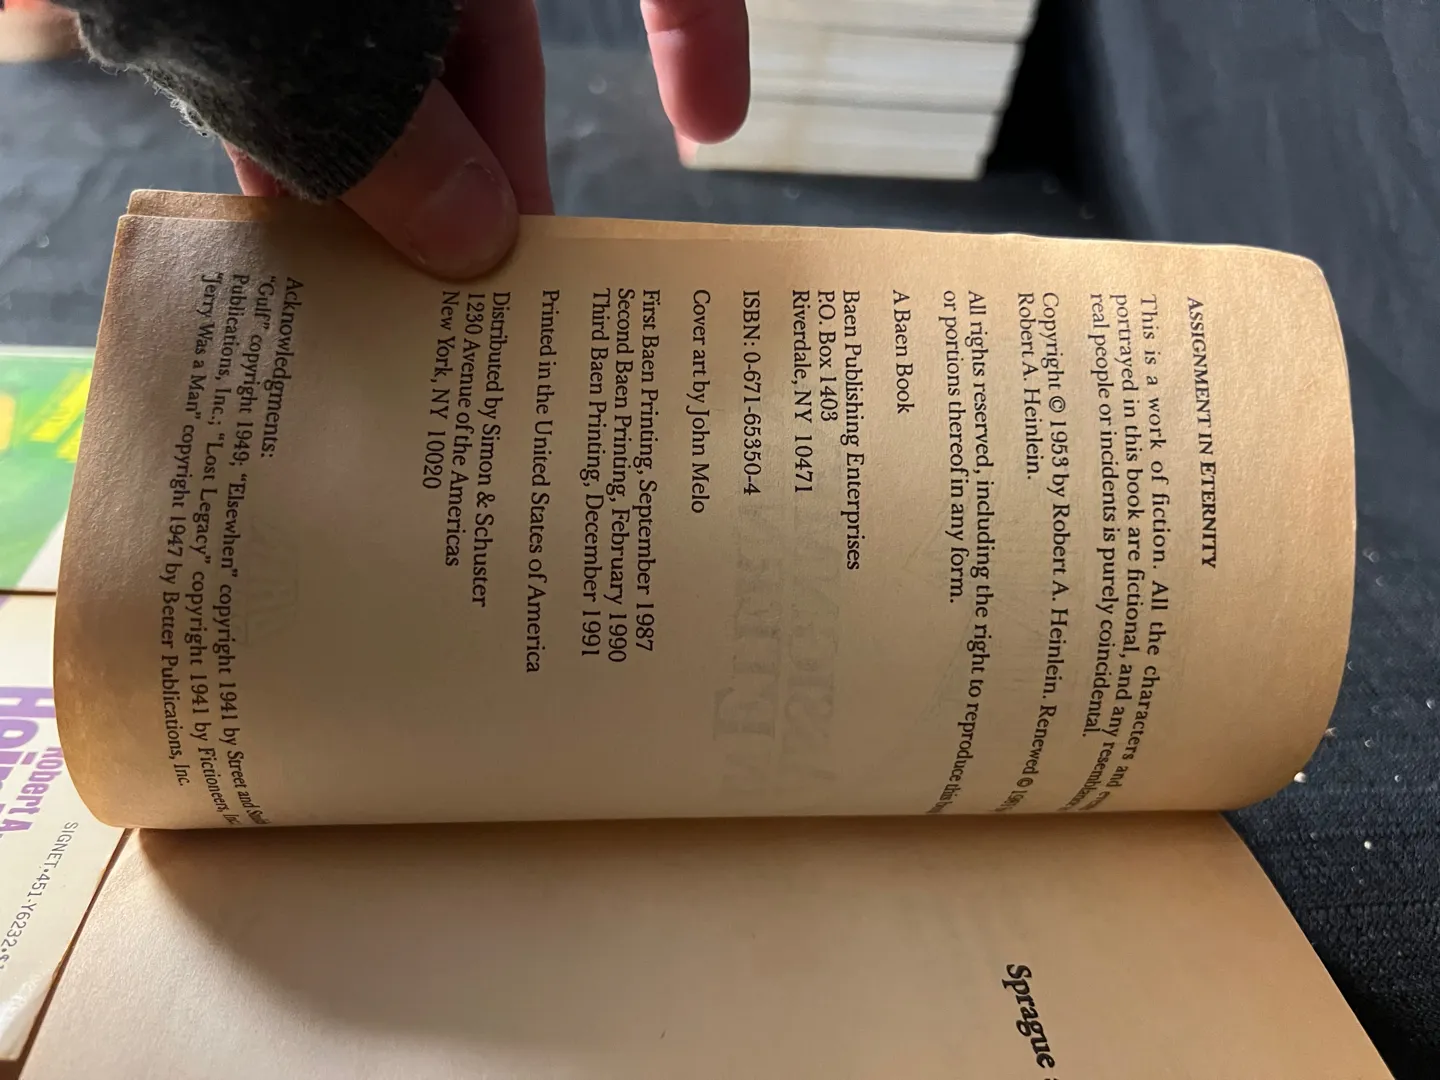 ASSIGNMENT IN ETERNITY
This is a work of fiction. All the characters and
portrayed in this book are fictional, and any
real people or incidents is purely coincidental.
Copyright © 1953 by Robert A. Heinlein. Renewed ©
Robert A. Heinlein.
All rights reserved, including the right to reproduce this
or portions thereof in any form.
A Baen Book
Baen Publishing Enterprises
P.O. Box 1403
Riverdale, NY 10471
ISBN: 0-671-65350-4
Cover art by John Melo
First Baen Printing, September 1987
Second Baen Printing, February 1990
Third Baen Printing, December 1991
Printed in the United States of America
Distributed by Simon & Schuster
1230 Avenue of the Americas
New York, NY 10020
Acknowledgments:
"Gulf" copyright 1949; "Elsewhen" copyright 1941 by Street and
Publications, Inc.; "Lost Legacy" copyright 1941 by Fictioneers,
"Jerry Was a Man" copyright 1947 by Better Publications, Inc.
Sprague
Robert A.
SIGNET•451-Y6232•